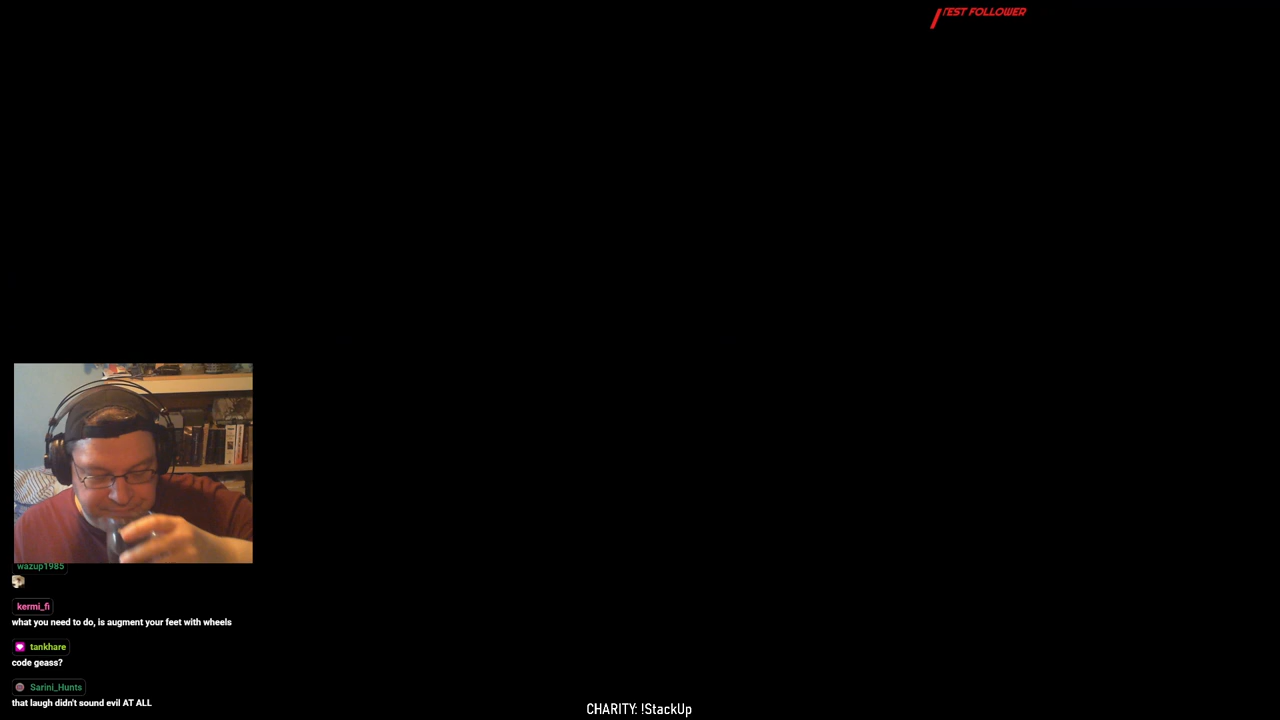 TEST FOLLOWER
wazup1985
kermi_fi
what you need to do, is augment your feet with wheels
tankhare
code geass?
Sarini_Hunts
that laugh didn't sound evil AT ALL
CHARITY: !StackUp